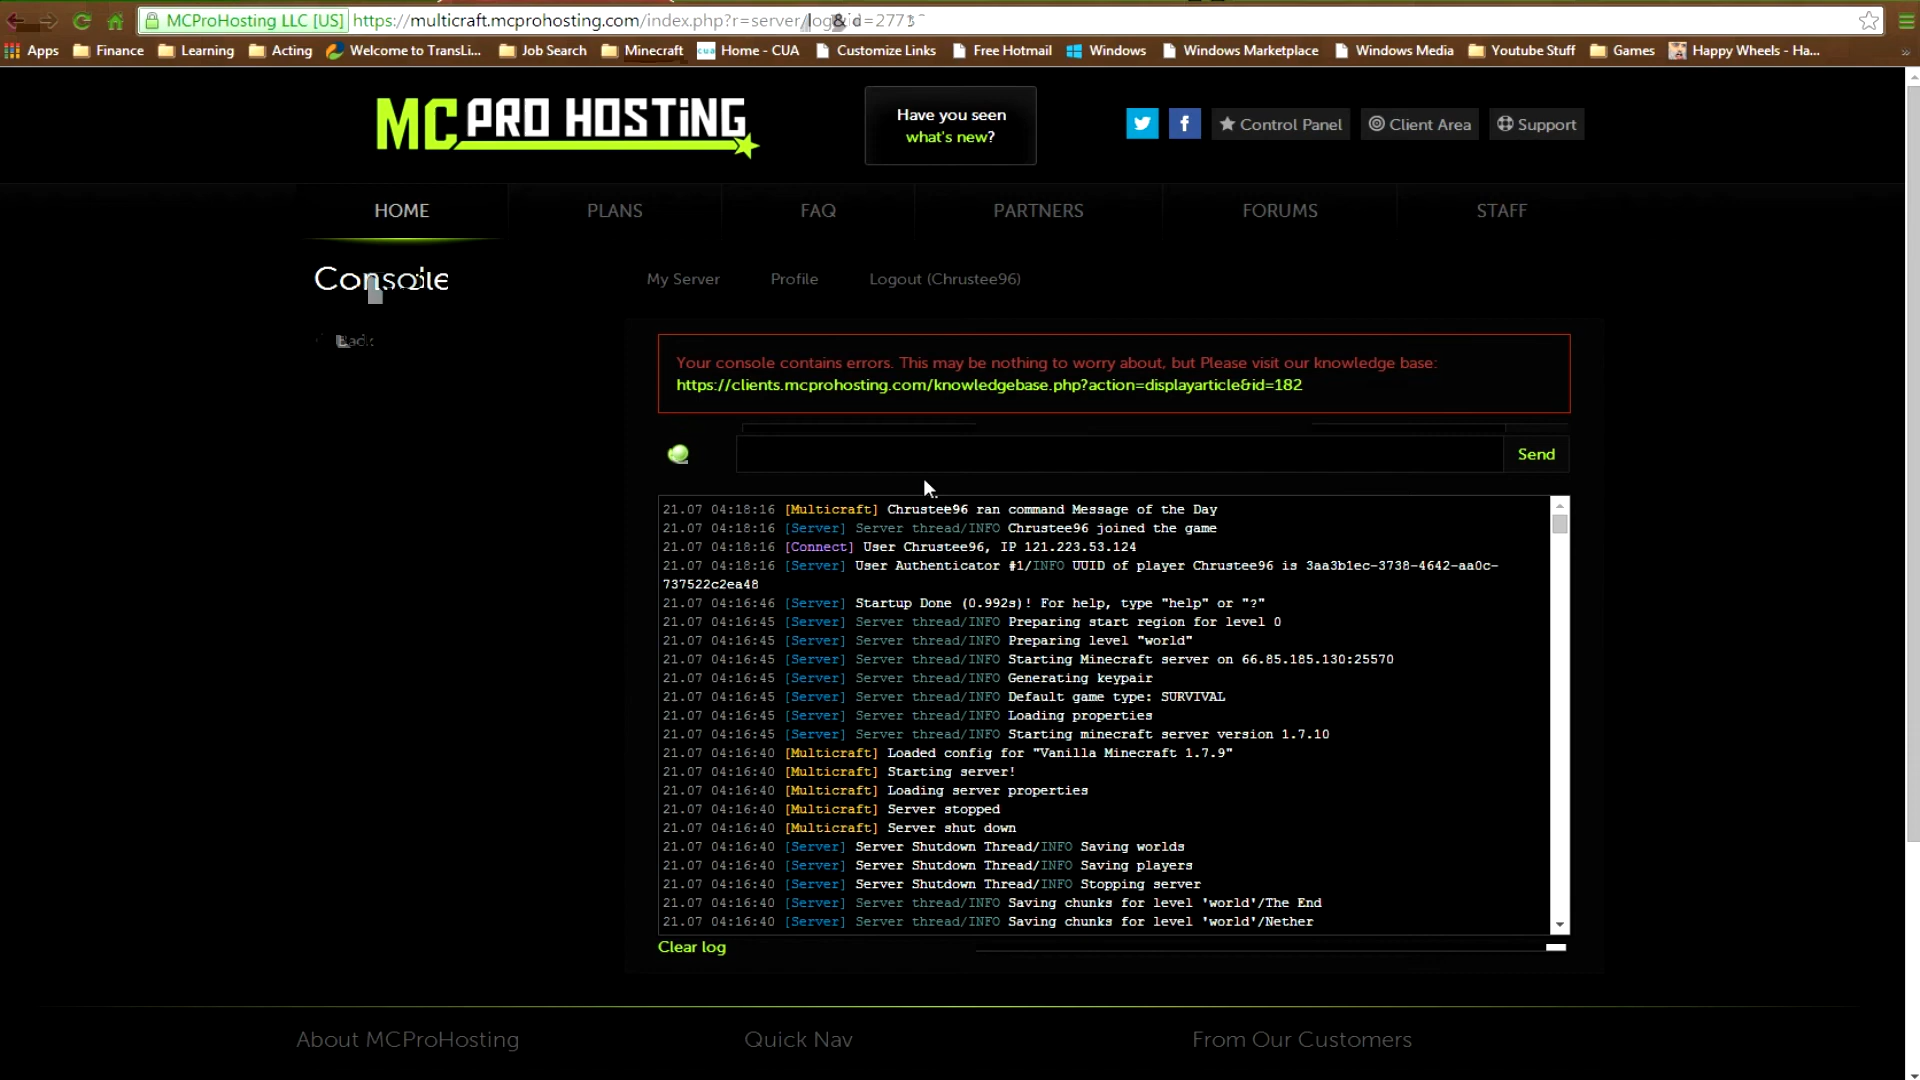 MCProHosting LLC [US] https://multicraft.mcprohosting.com/index.php?r=server/log&id=2773
Apps Finance Learning Acting Welcome to TransLi... Job Search Minecraft Home - CUA Customize Links Free Hotmail Windows Windows Marketplace Windows Media Youtube Stuff Games Happy Wheels - Ha...
MC PRO HOSTING
Have you seen
what's new?
Control Panel Client Area Support
HOME PLANS FAQ PARTNERS FORUMS STAFF
Console
My Server Profile Logout (Chrustee96)
Back
Your console contains errors. This may be nothing to worry about, but Please visit our knowledge base:
https://clients.mcprohosting.com/knowledgebase.php?action=displayarticle&id=182
Send
21.07 04:18:16 [Multicraft] Chrustee96 ran command Message of the Day
21.07 04:18:16 [Server] Server thread/INFO Chrustee96 joined the game
21.07 04:18:16 [Connect] User Chrustee96, IP 121.223.53.124
21.07 04:18:16 [Server] User Authenticator #1/INFO UUID of player Chrustee96 is 3aa3b1ec-3738-4642-aa0c-
737522c2ea48
21.07 04:16:46 [Server] Startup Done (0.992s)! For help, type "help" or "?"
21.07 04:16:45 [Server] Server thread/INFO Preparing start region for level 0
21.07 04:16:45 [Server] Server thread/INFO Preparing level "world"
21.07 04:16:45 [Server] Server thread/INFO Starting Minecraft server on 66.85.185.130:25570
21.07 04:16:45 [Server] Server thread/INFO Generating keypair
21.07 04:16:45 [Server] Server thread/INFO Default game type: SURVIVAL
21.07 04:16:45 [Server] Server thread/INFO Loading properties
21.07 04:16:45 [Server] Server thread/INFO Starting minecraft server version 1.7.10
21.07 04:16:40 [Multicraft] Loaded config for "Vanilla Minecraft 1.7.9"
21.07 04:16:40 [Multicraft] Starting server!
21.07 04:16:40 [Multicraft] Loading server properties
21.07 04:16:40 [Multicraft] Server stopped
21.07 04:16:40 [Multicraft] Server shut down
21.07 04:16:40 [Server] Server Shutdown Thread/INFO Saving worlds
21.07 04:16:40 [Server] Server Shutdown Thread/INFO Saving players
21.07 04:16:40 [Server] Server Shutdown Thread/INFO Stopping server
21.07 04:16:40 [Server] Server thread/INFO Saving chunks for level 'world'/The End
21.07 04:16:40 [Server] Server thread/INFO Saving chunks for level 'world'/Nether
Clear log
About MCProHosting Quick Nav From Our Customers